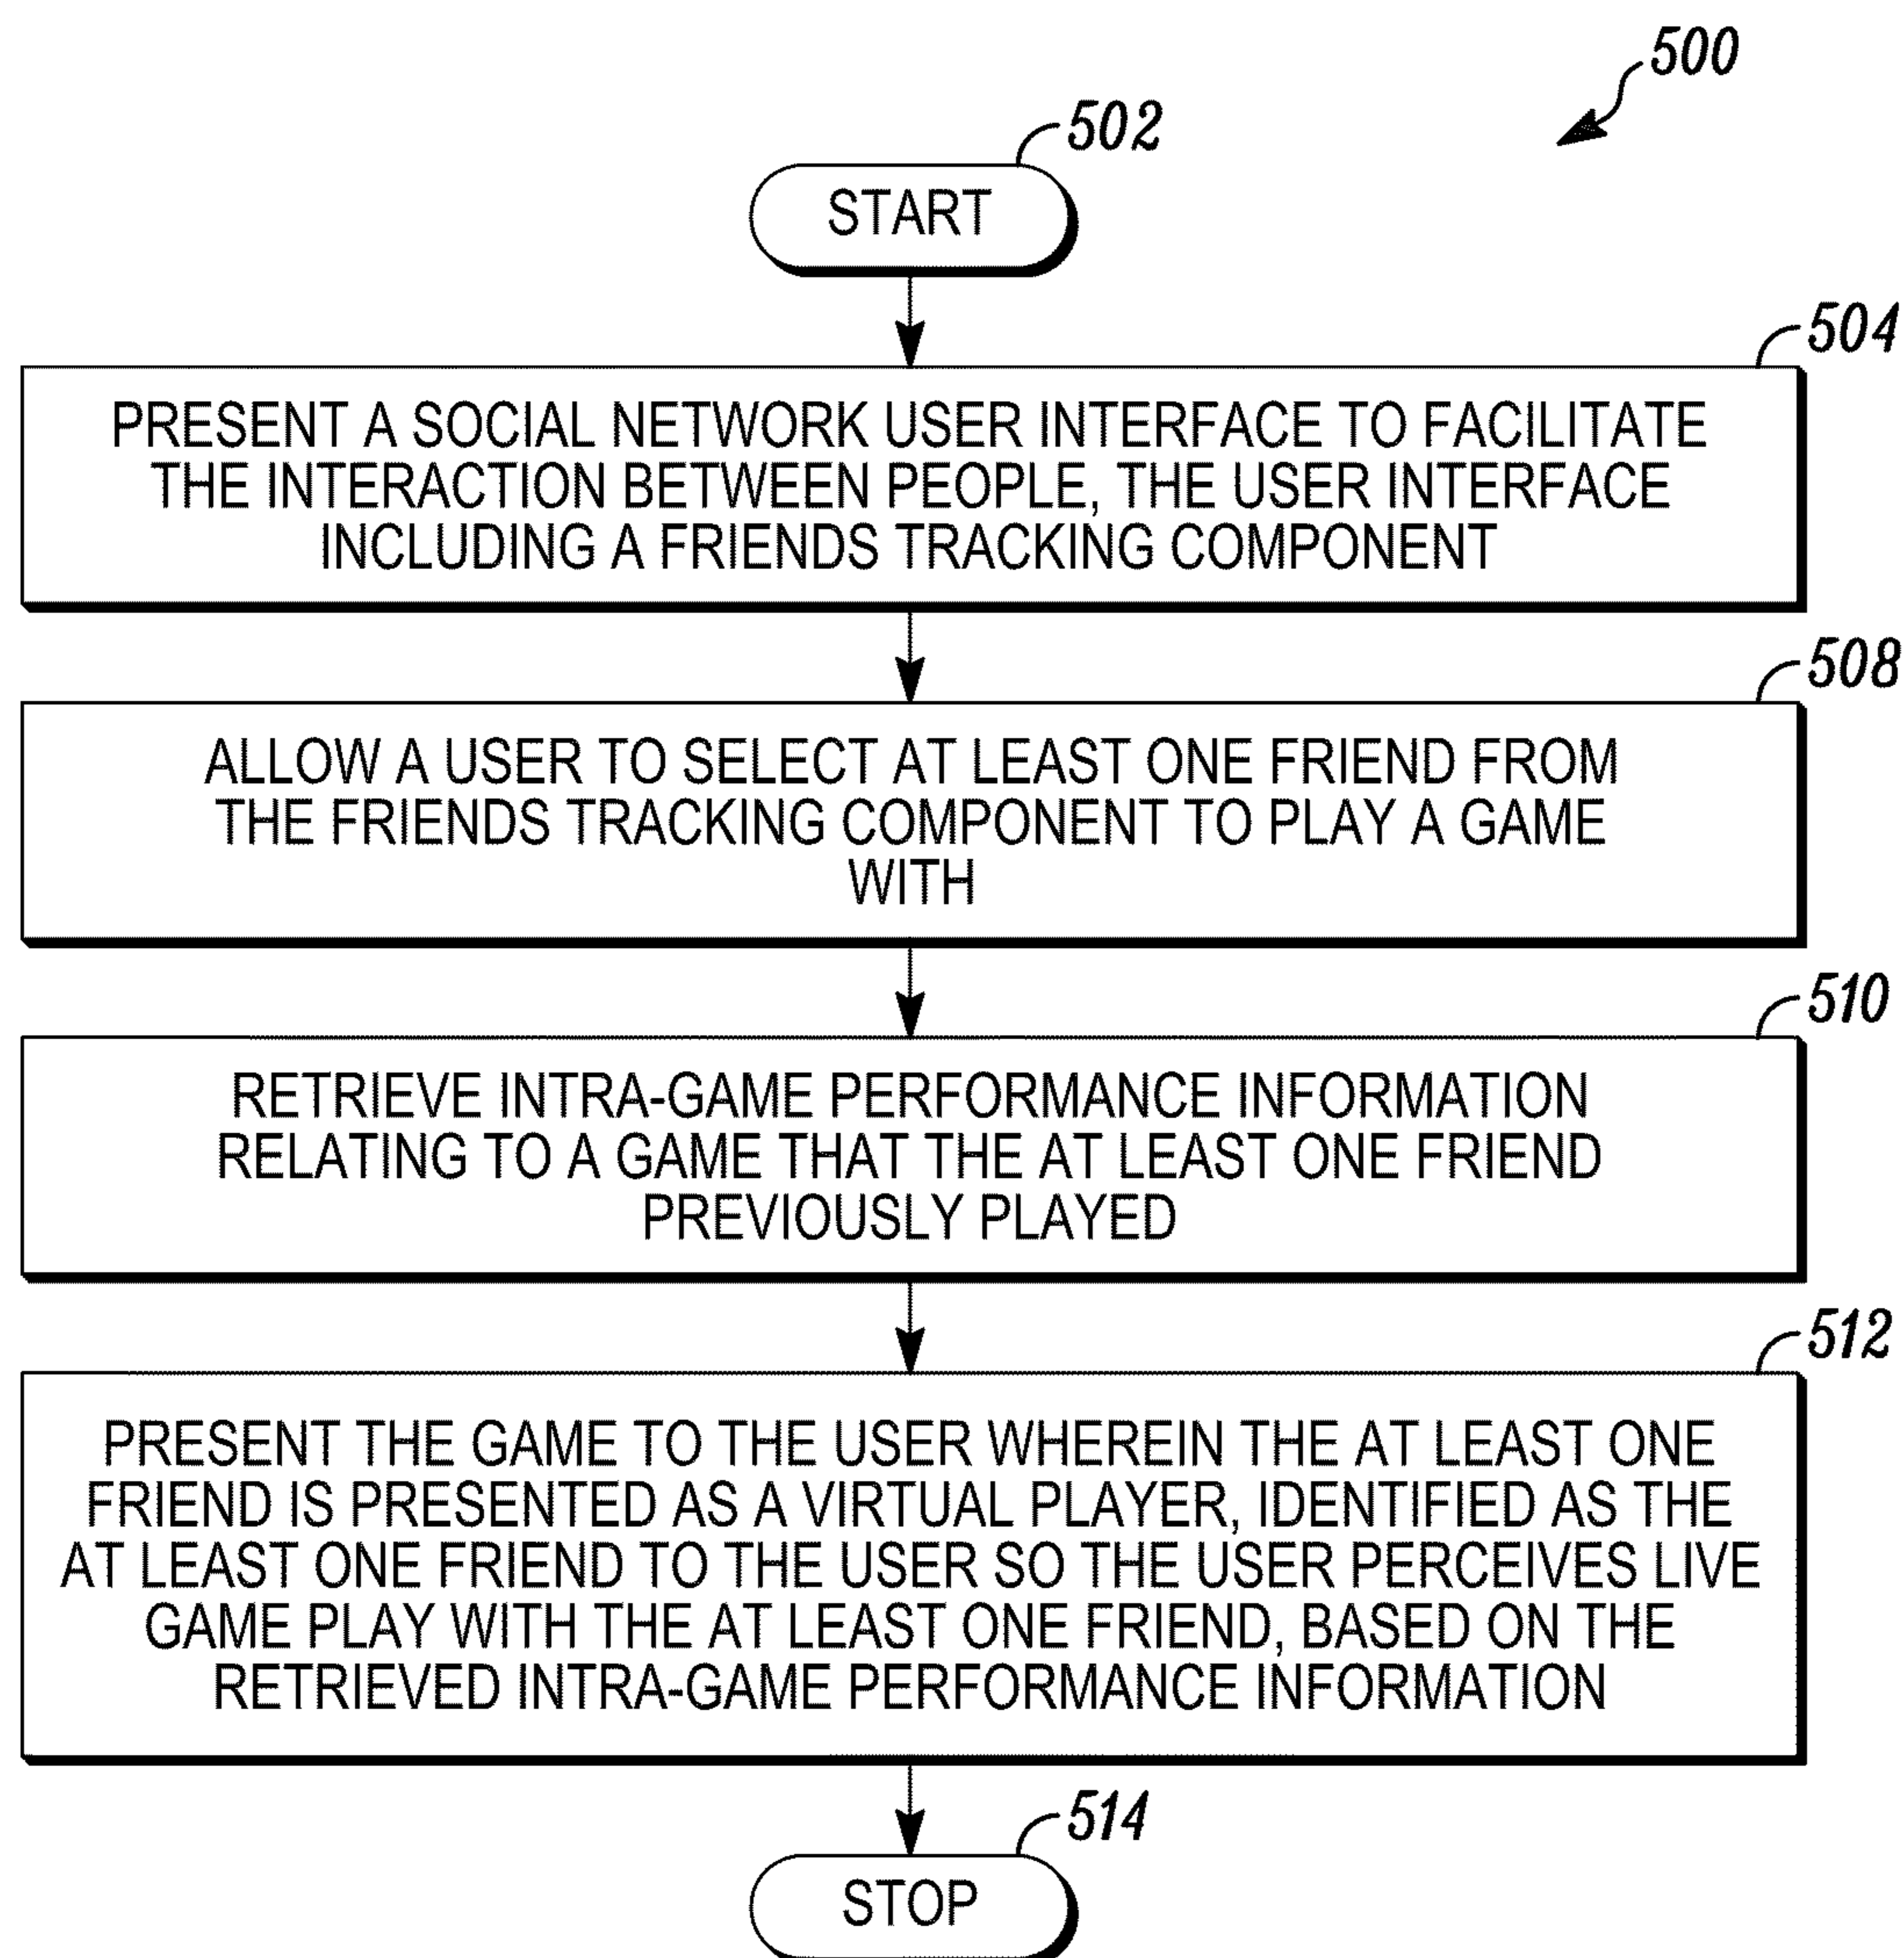 500
502
START
504
PRESENT A SOCIAL NETWORK USER INTERFACE TO FACILITATE
THE INTERACTION BETWEEN PEOPLE, THE USER INTERFACE
INCLUDING A FRIENDS TRACKING COMPONENT
508
ALLOW A USER TO SELECT AT LEAST ONE FRIEND FROM
THE FRIENDS TRACKING COMPONENT TO PLAY A GAME
WITH
510
RETRIEVE INTRA-GAME PERFORMANCE INFORMATION
RELATING TO A GAME THAT THE AT LEAST ONE FRIEND
PREVIOUSLY PLAYED
512
PRESENT THE GAME TO THE USER WHEREIN THE AT LEAST ONE
FRIEND IS PRESENTED AS A VIRTUAL PLAYER, IDENTIFIED AS THE
AT LEAST ONE FRIEND TO THE USER SO THE USER PERCEIVES LIVE
GAME PLAY WITH THE AT LEAST ONE FRIEND, BASED ON THE
RETRIEVED INTRA-GAME PERFORMANCE INFORMATION
514
STOP